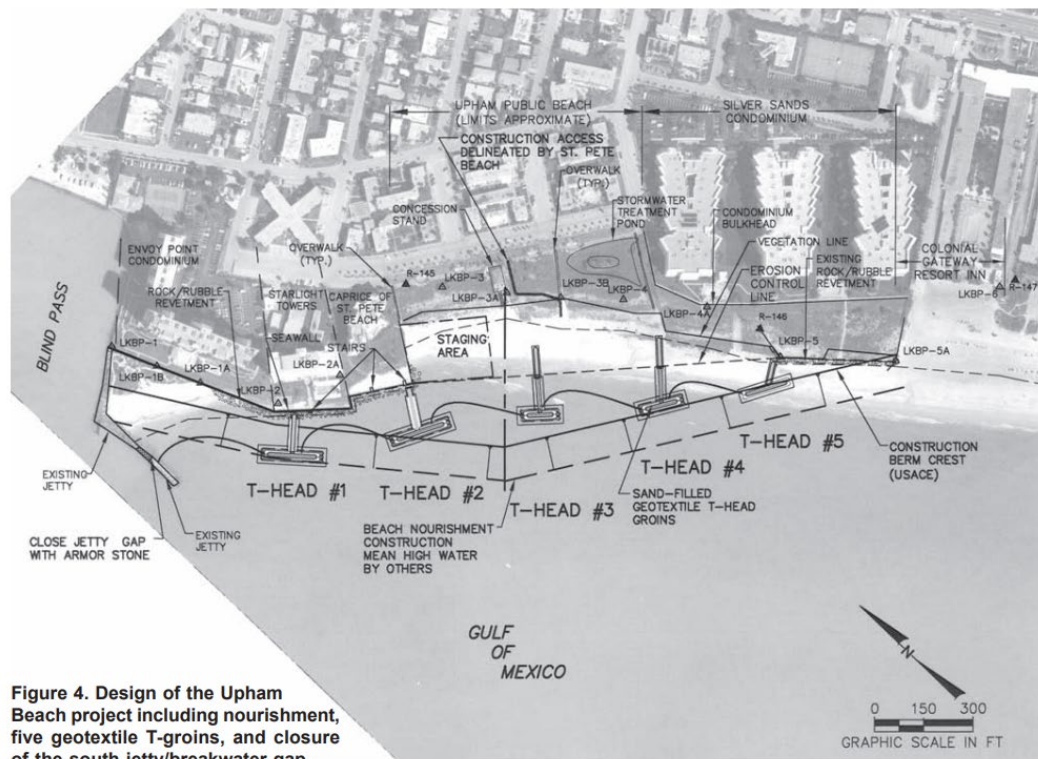 UPHAM PUBLIC BEACH
(LIMITS APPROXIMATE)
SILVER SANDS
CONDOMINIUM
CONSTRUCTION ACCESS
DELINEATED BY ST. PETE
BEACH
OVERWALK
(TYP.)
STORMWATER
TREATMENT
POND
CONCESSION
STAND
CONDOMINIUM
BULKHEAD
VEGETATION LINE
EXISTING
ROCK/RUBBLE
REVETMENT
EROSION
CONTROL
LINE
COLONIAL
GATEWAY
RESORT INN
ENVOY POINT
CONDOMINIUM
OVERWALK
(TYP.)
R-145
LKBP-3
LKBP-3A
LKBP-3B
LKBP-4
LKBP-4A
LKBP-6
R-147
ROCK/RUBBLE
REVETMENT
STARLIGHT
TOWERS
CAPRICE OF
ST. PETE
BEACH
SEAWALL
STAIRS
STAGING
AREA
R-146
LKBP-5
LKBP-5A
BLIND PASS
LKBP-1
LKBP-1A
LKBP-1B
LKBP-2
LKBP-2A
EXISTING
JETTY
T-HEAD #1
T-HEAD #2
T-HEAD #3
T-HEAD #4
T-HEAD #5
CONSTRUCTION
BERM CREST
(USACE)
SAND-FILLED
GEOTEXTILE T-HEAD
GROINS
CLOSE JETTY GAP
WITH ARMOR STONE
EXISTING
JETTY
BEACH NOURISHMENT
CONSTRUCTION
MEAN HIGH WATER
BY OTHERS
GULF
OF
MEXICO
N
0 150 300
GRAPHIC SCALE IN FT
Figure 4. Design of the Upham
Beach project including nourishment,
five geotextile T-groins, and closure
of the south jetty/breakwater gap